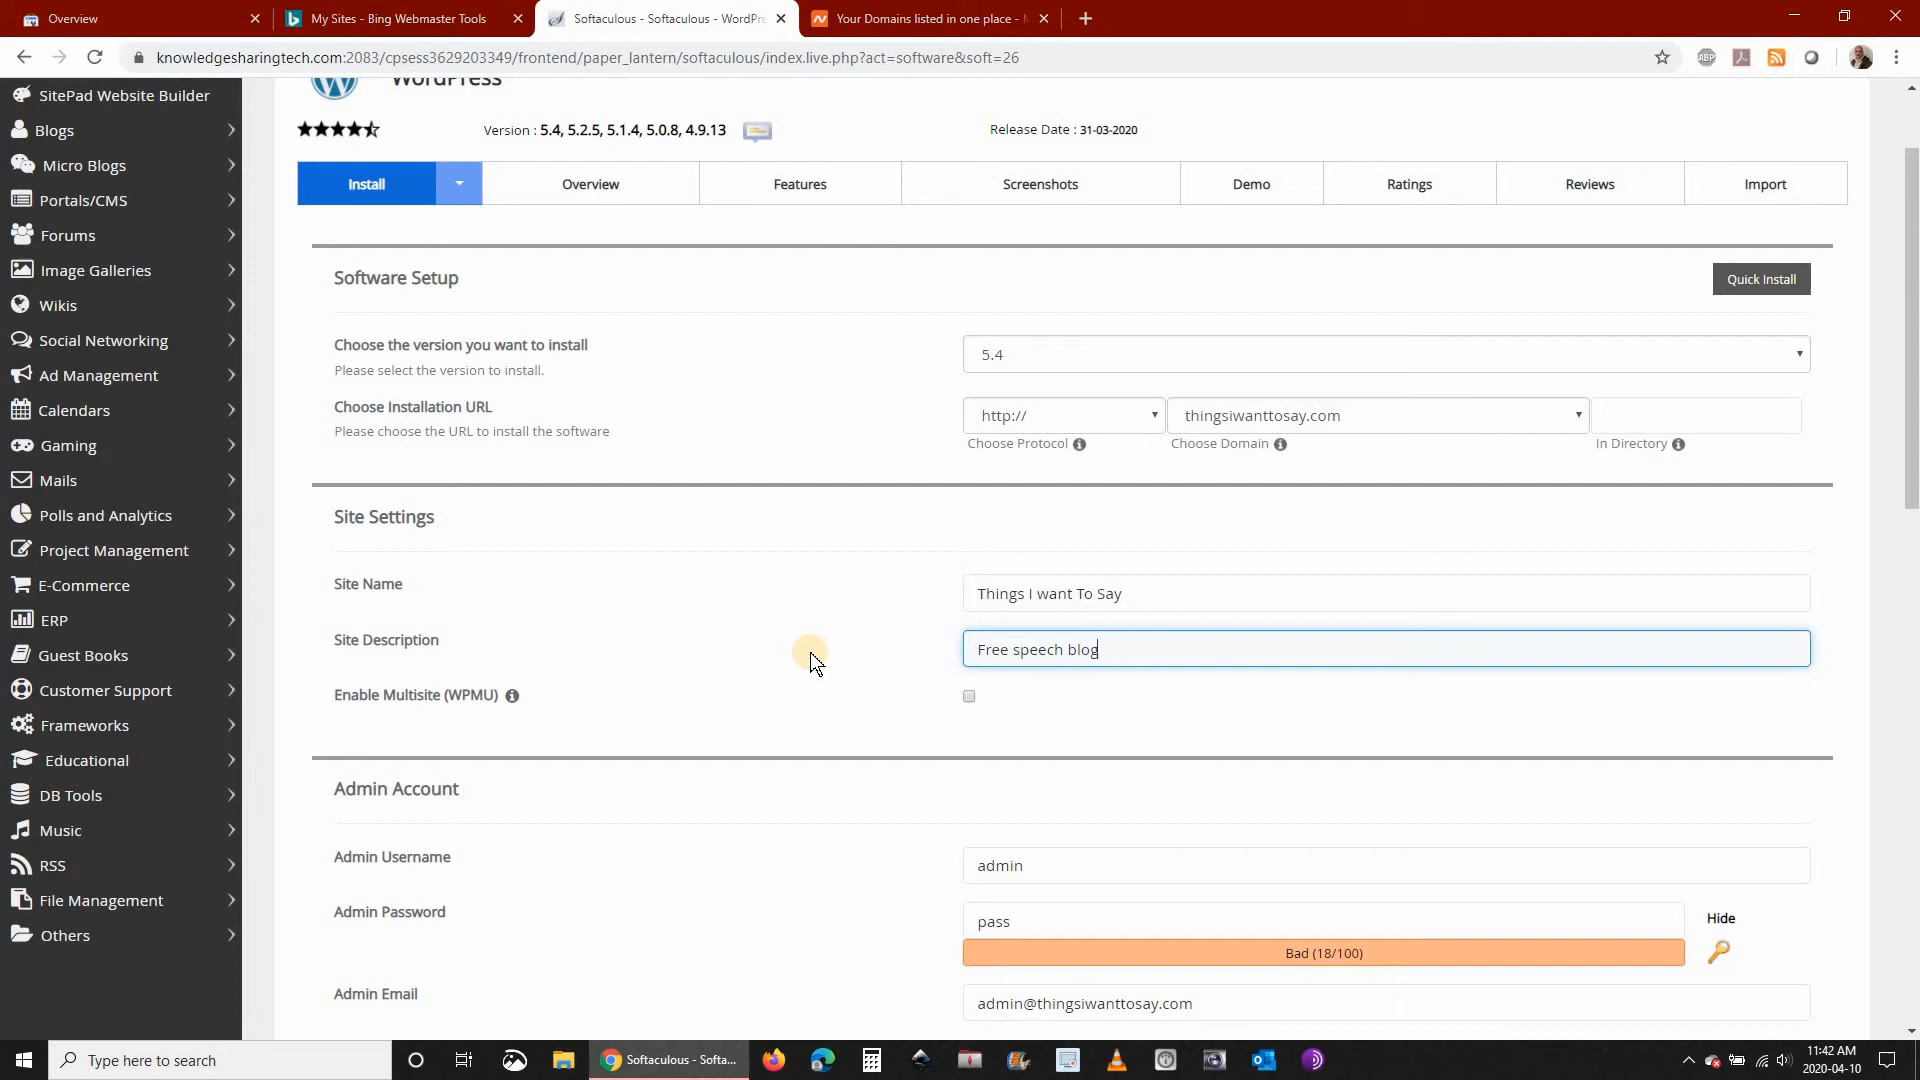 Overview
My Sites - Bing Webmaster Tools
Softaculous - Softaculous - WordPre
Your Domains listed in one place -
knowledgesharingtech.com:2083/cpsess3629203349/frontend/paper_lantern/softaculous/index.live.php?act=software&soft=26
ABP
SitePad Website Builder
Blogs
Micro Blogs
Portals/CMS
Forums
Image Galleries
Wikis
Social Networking
Ad Management
Calendars
Gaming
Mails
Polls and Analytics
Project Management
E-Commerce
ERP
Guest Books
Customer Support
Frameworks
Educational
DB Tools
Music
RSS
File Management
Others
WordPress
Version : 5.4, 5.2.5, 5.1.4, 5.0.8, 4.9.13
Release Date : 31-03-2020
Install
Overview
Features
Screenshots
Demo
Ratings
Reviews
Import
Software Setup
Quick Install
Choose the version you want to install
Please select the version to install.
5.4
Choose Installation URL
Please choose the URL to install the software
http://
thingsiwanttosay.com
Choose Protocol
Choose Domain
In Directory
Site Settings
Site Name
Things I want To Say
Site Description
Free speech blog
Enable Multisite (WPMU)
Admin Account
Admin Username
admin
Admin Password
pass
Hide
Bad (18/100)
Admin Email
admin@thingsiwanttosay.com
Type here to search
Softaculous - Softa...
11:42 AM
2020-04-10